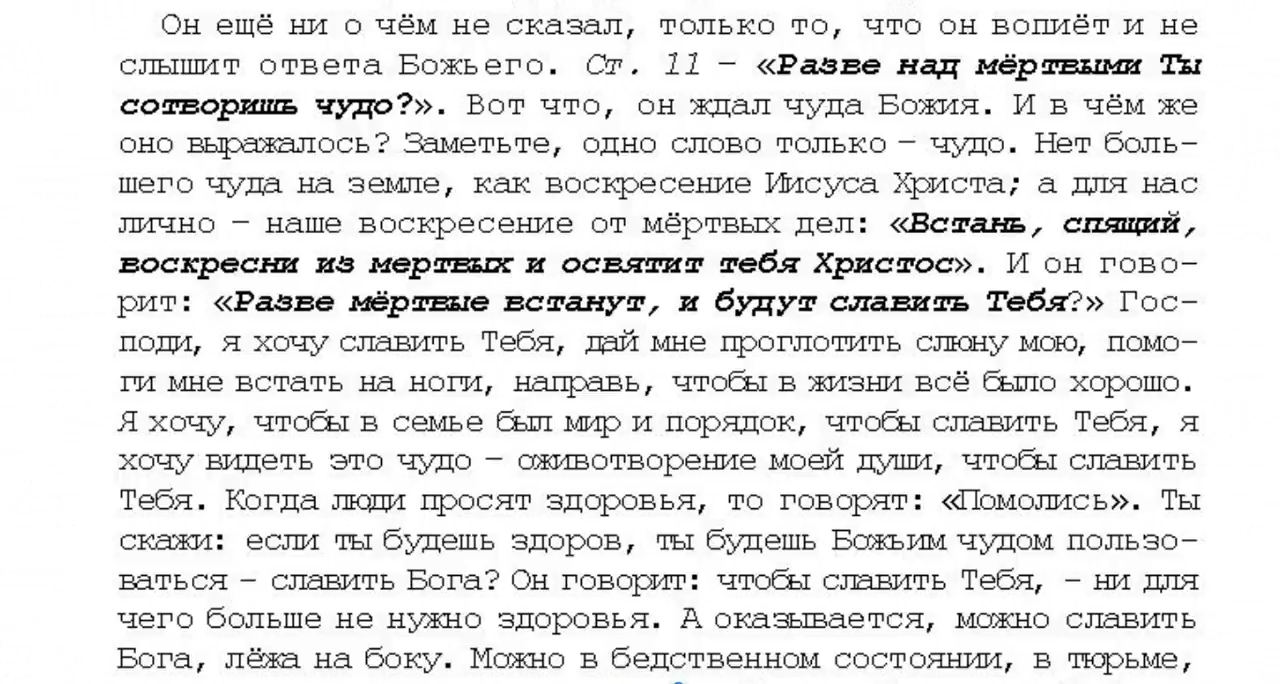 Он ещё ни о чём не сказал, только то, что он вопиёт и не
слышит ответа Божьего. Ст. 11 – «Разве над мёртвыми Ты
сотворишь чудо?». Вот что, он ждал чуда Божия. И в чём же
оно выражалось? Заметьте, одно слово только – чудо. Нет боль-
шего чуда на земле, как воскресение Иисуса Христа; а для нас
лично – наше воскресение от мёртвых дел: «Встань, спящий,
воскресни из мертвых и освятит тебя Христос». И он гово-
рит: «Разве мёртвые встанут, и будут славить Тебя?» Гос-
поди, я хочу славить Тебя, дай мне проглотить слюну мою, помо-
ги мне встать на ноги, направь, чтобы в жизни всё было хорошо.
Я хочу, чтобы в семье был мир и порядок, чтобы славить Тебя, я
хочу видеть это чудо – оживотворение моей души, чтобы славить
Тебя. Когда люди просят здоровья, то говорят: «Помолись». Ты
скажи: если ты будешь здоров, ты будешь Божьим чудом пользо-
ваться – славить Бога? Он говорит: чтобы славить Тебя, – ни для
чего больше не нужно здоровья. А оказывается, можно славить
Бога, лёжа на боку. Можно в бедственном состоянии, в тюрьме,